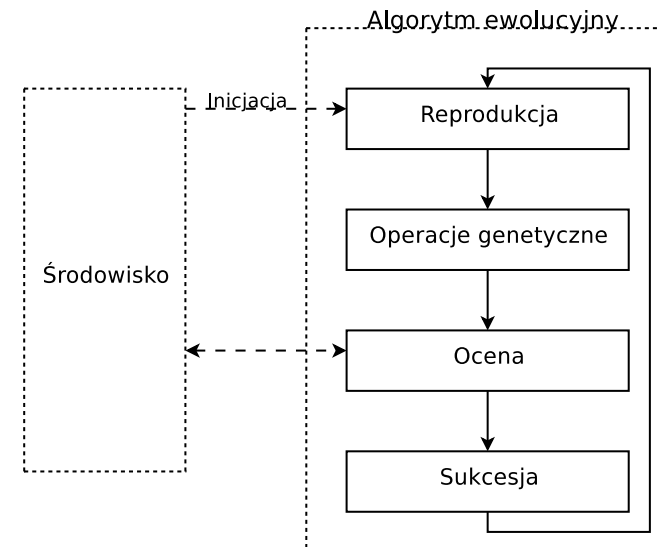 Algorytm ewolucyjny
Inicjacja
Reprodukcja
Operacje genetyczne
Środowisko
Ocena
Sukcesja